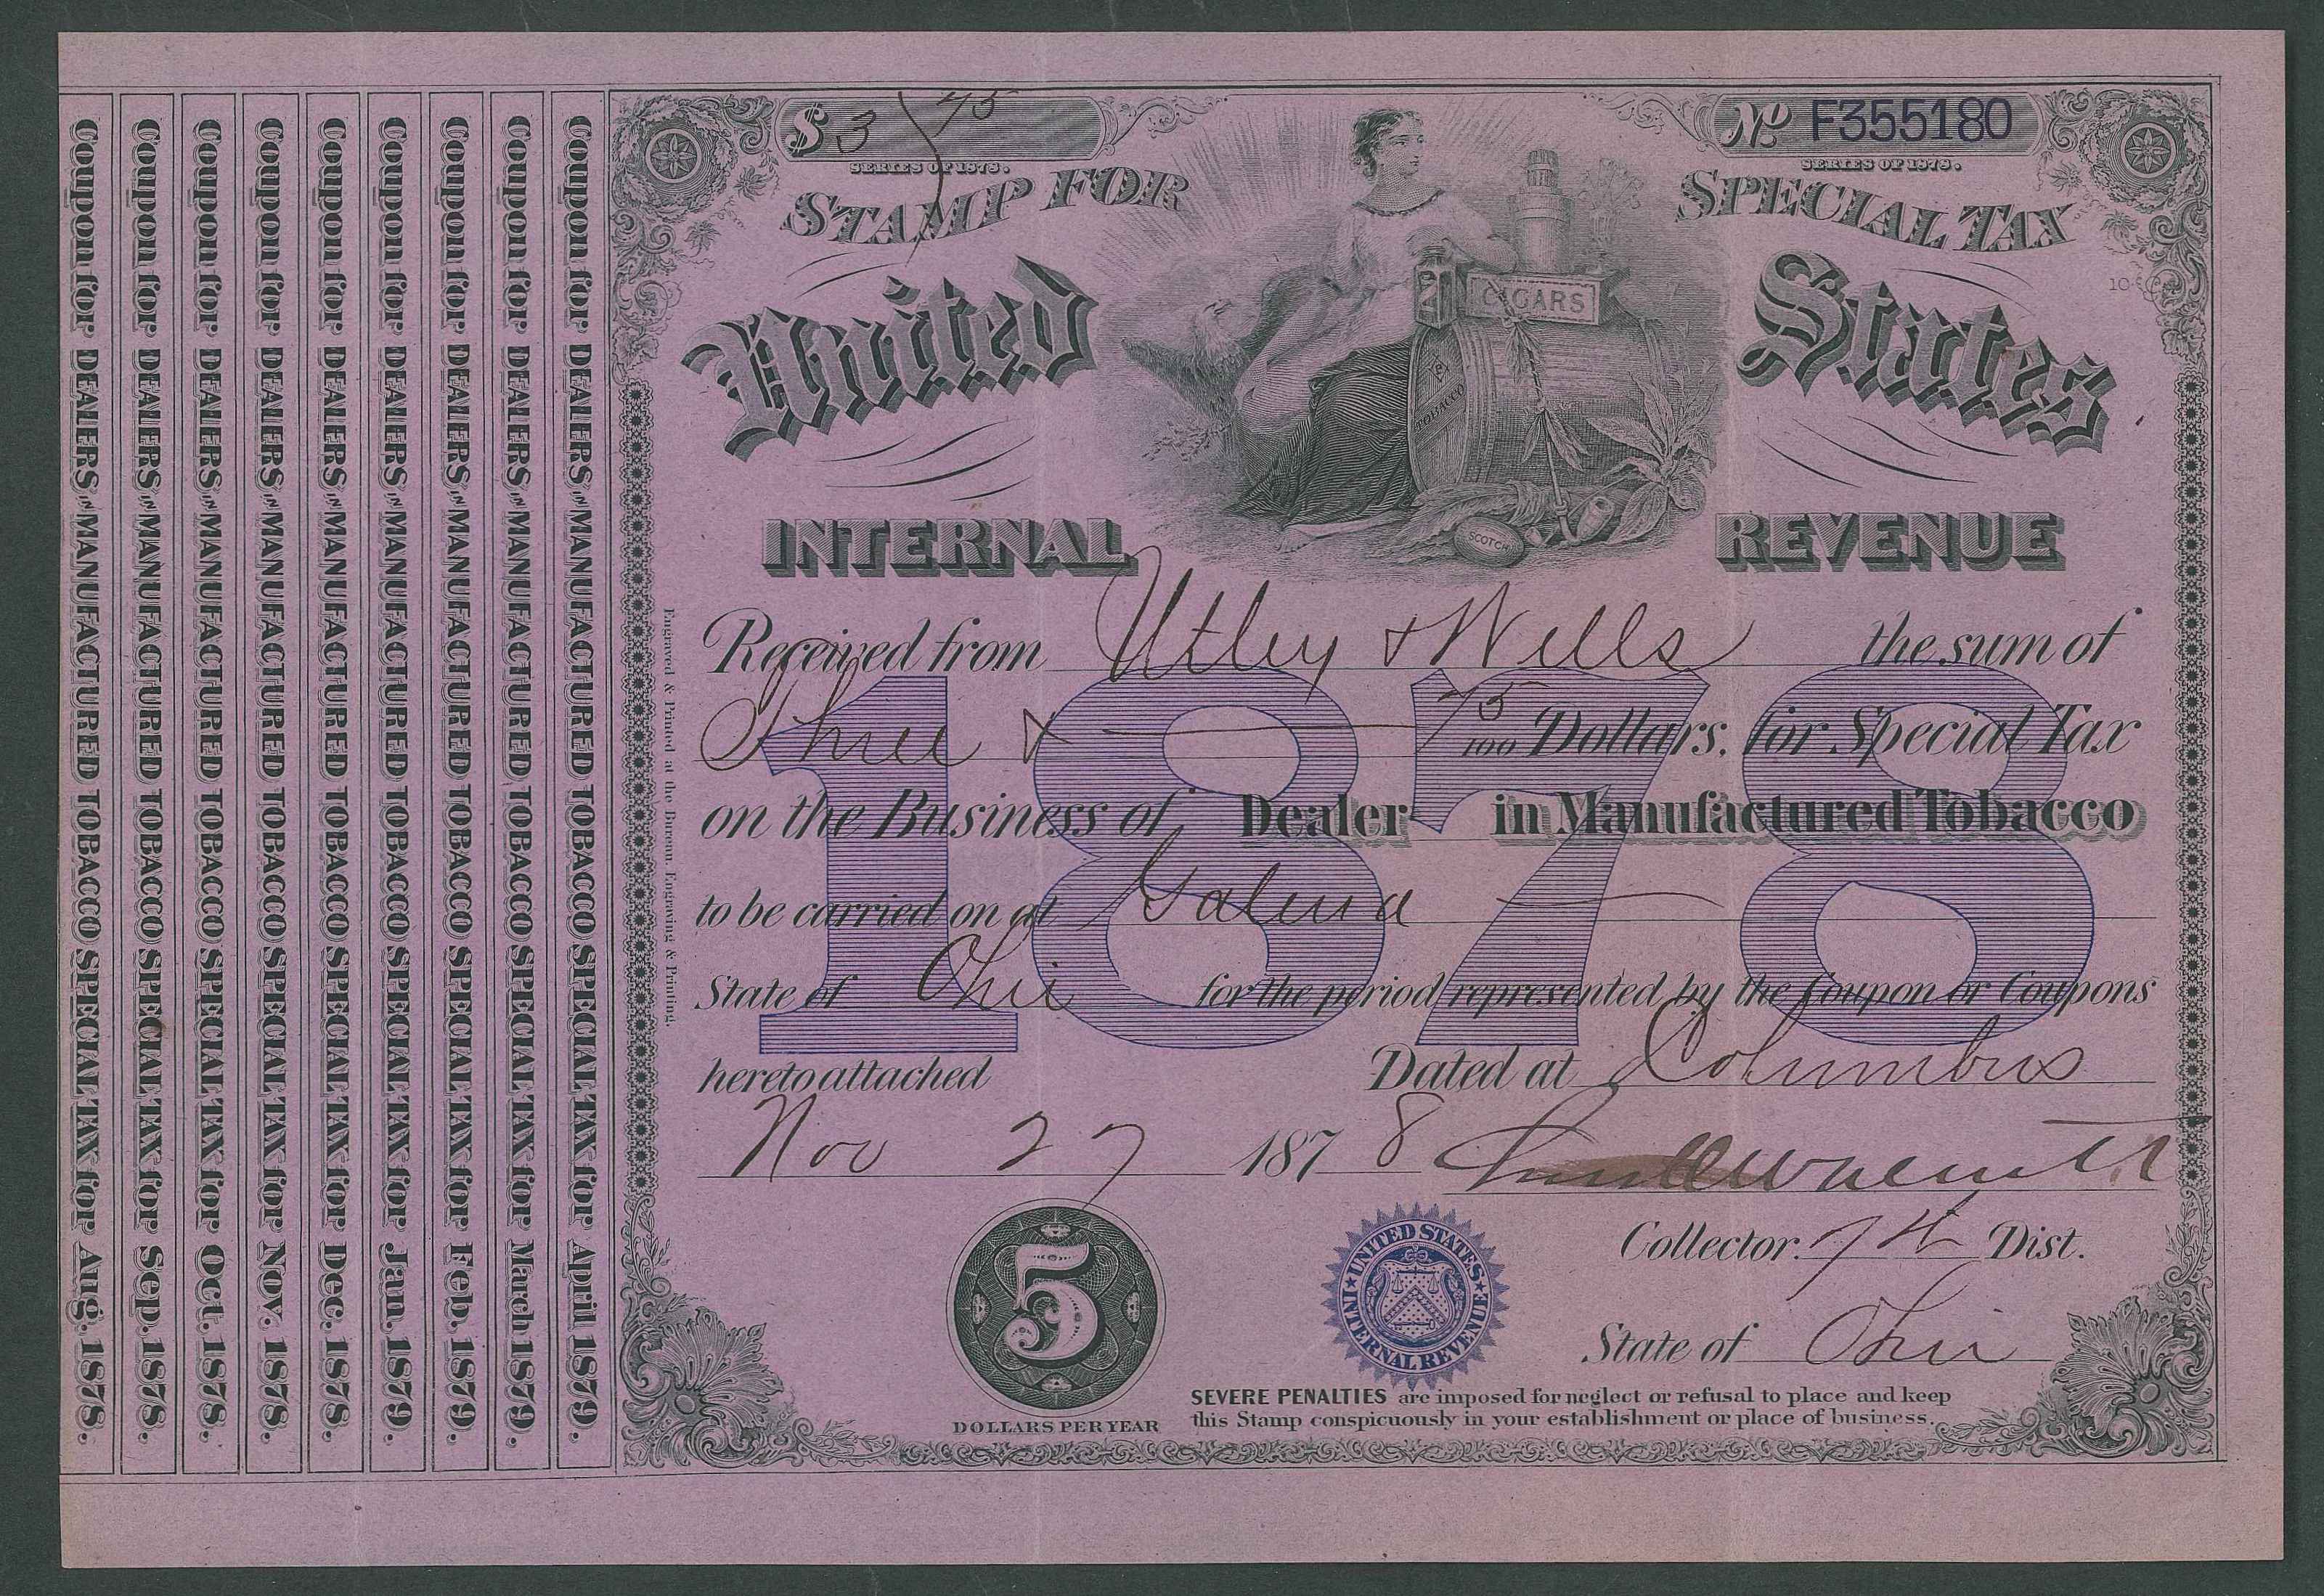 Coupon for DEALERS IN MANUFACTURED TOBACCO SPECIAL TAX for Aug. 1878.
Coupon for DEALERS IN MANUFACTURED TOBACCO SPECIAL TAX for Sep. 1878.
Coupon for DEALERS IN MANUFACTURED TOBACCO SPECIAL TAX for Oct. 1878.
Coupon for DEALERS IN MANUFACTURED TOBACCO SPECIAL TAX for Nov. 1878.
Coupon for DEALERS IN MANUFACTURED TOBACCO SPECIAL TAX for Dec. 1878.
Coupon for DEALERS IN MANUFACTURED TOBACCO SPECIAL TAX for Jan. 1879.
Coupon for DEALERS IN MANUFACTURED TOBACCO SPECIAL TAX for Feb. 1879.
Coupon for DEALERS IN MANUFACTURED TOBACCO SPECIAL TAX for March 1879.
Coupon for DEALERS IN MANUFACTURED TOBACCO SPECIAL TAX for April 1879.
$ 3 75
No F355180
SERIES OF 1878.
SERIES OF 1878.
STAMP FOR SPECIAL TAX
United States
10
CIGARS
TOBACCO
SCOTCH
INTERNAL REVENUE
Engraved & Printed at the Bureau, Engraving & Printing.
Received from Utley & Wells the sum of
Three & 75/100 Dollars, for Special Tax
on the Business of Dealer in Manufactured Tobacco
to be carried on at Galena
State of Ohio for the period represented by the Coupon or Coupons
hereto attached Dated at Columbus
Nov 27 1878
1878
Collector 7th Dist.
State of Ohio
5
DOLLARS PER YEAR
UNITED STATES INTERNAL REVENUE
SEVERE PENALTIES are imposed for neglect or refusal to place and keep
this Stamp conspicuously in your establishment or place of business.